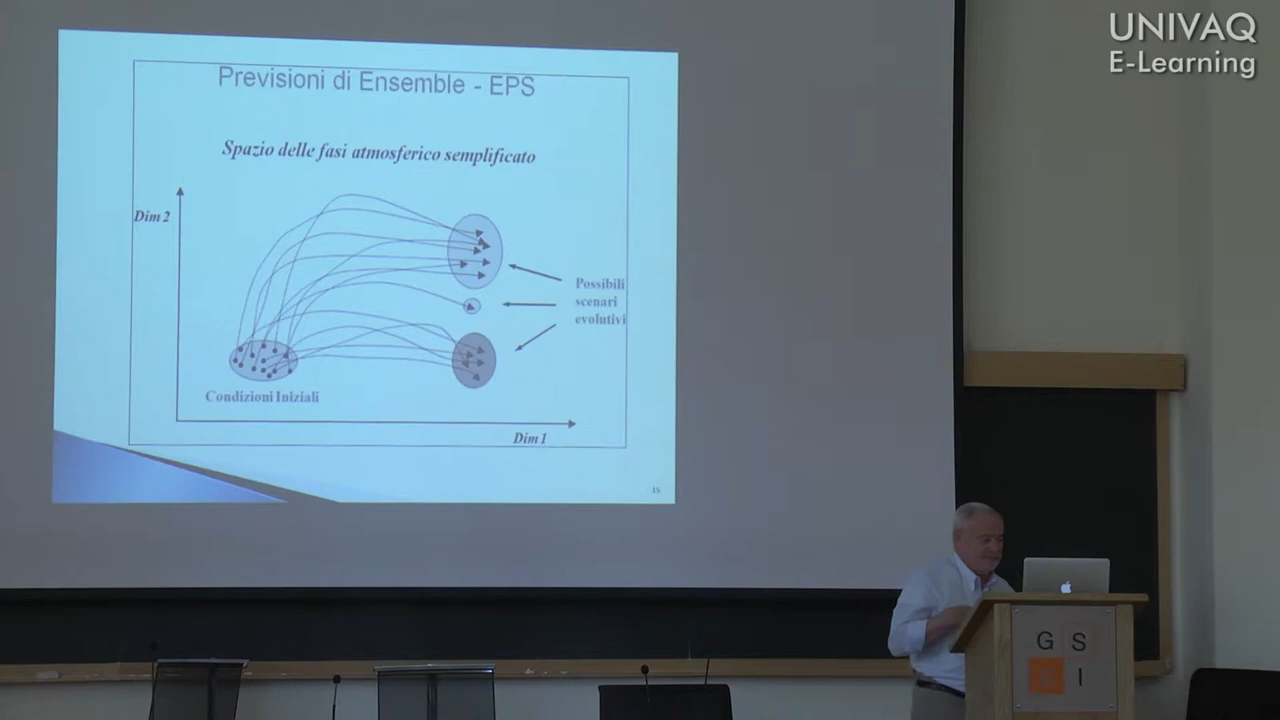 UNIVAQ
E-Learning
Previsioni di Ensemble - EPS
Spazio delle fasi atmosferico semplificato
Dim 2
Possibili
scenari
evolutivi
Condizioni Iniziali
Dim 1
15
G S
I